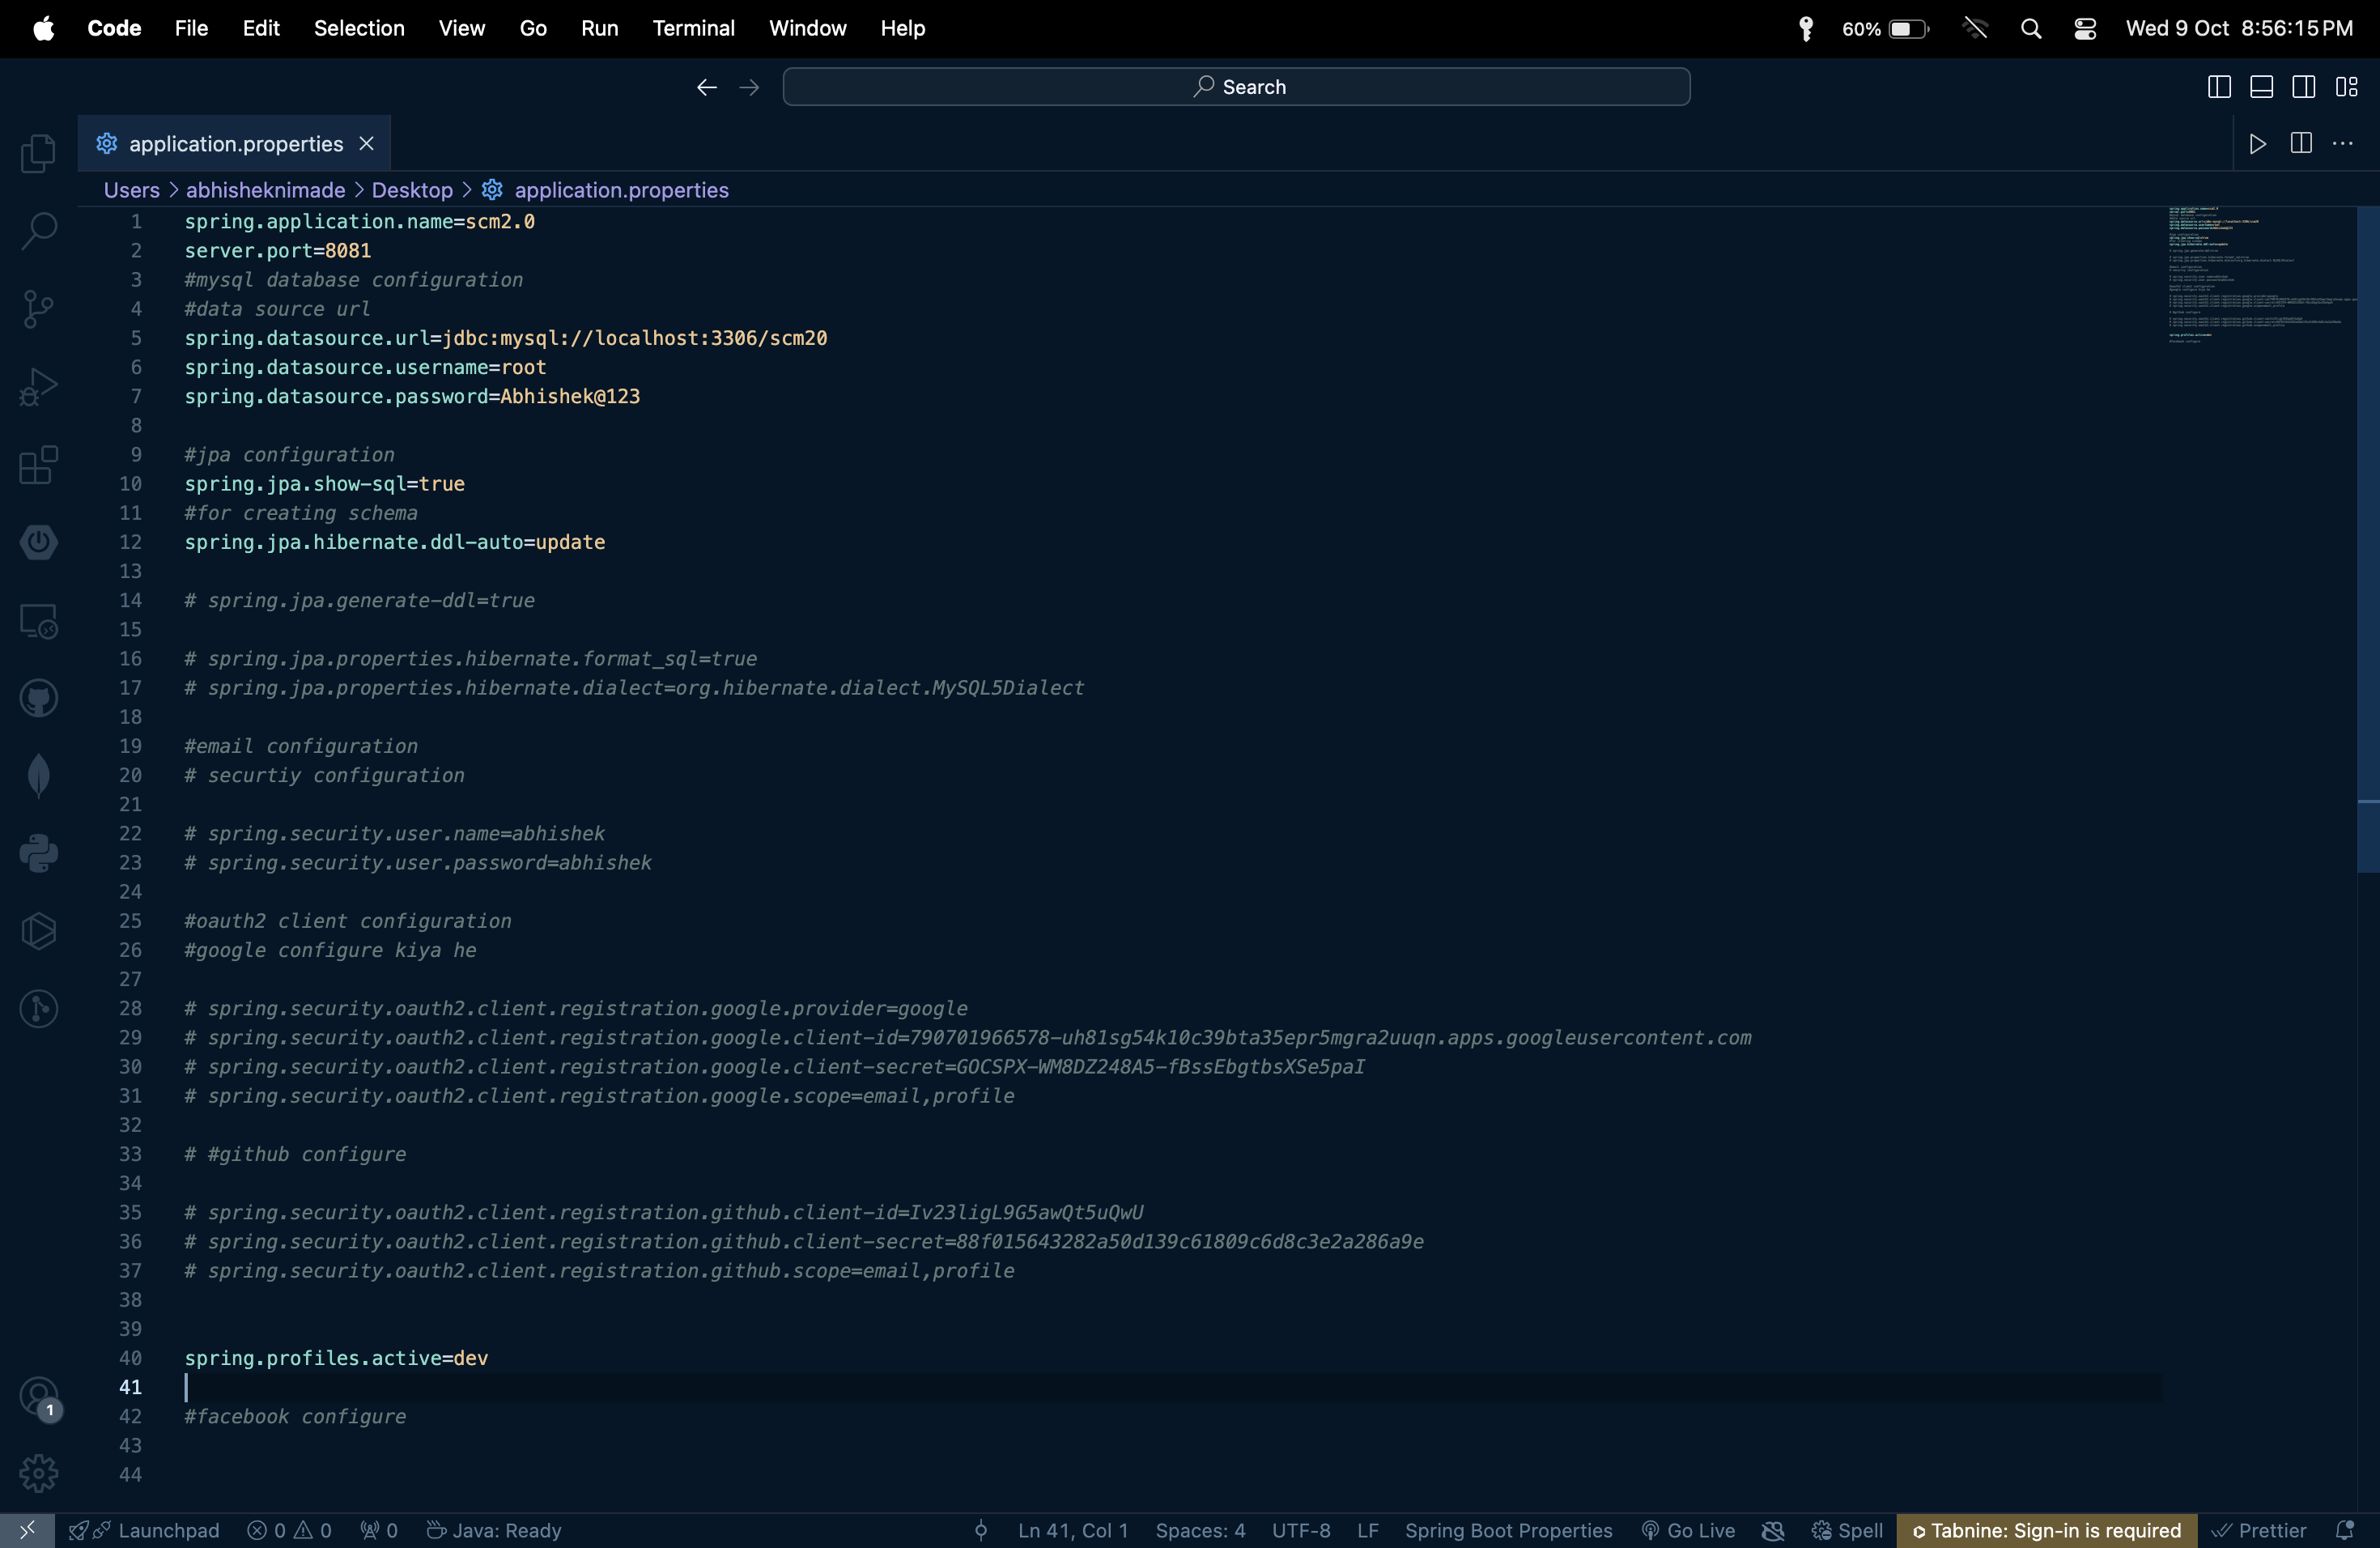 Code File Edit Selection View Go Run Terminal Window Help 60% Wed 9 Oct 8:56:15 PM
Search
application.properties
Users > abhisheknimade > Desktop > application.properties
1 spring.application.name=scm2.0
2 server.port=8081
3 #mysql database configuration
4 #data source url
5 spring.datasource.url=jdbc:mysql://localhost:3306/scm20
6 spring.datasource.username=root
7 spring.datasource.password=Abhishek@123
8
9 #jpa configuration
10 spring.jpa.show-sql=true
11 #for creating schema
12 spring.jpa.hibernate.ddl-auto=update
13
14 # spring.jpa.generate-ddl=true
15
16 # spring.jpa.properties.hibernate.format_sql=true
17 # spring.jpa.properties.hibernate.dialect=org.hibernate.dialect.MySQL5Dialect
18
19 #email configuration
20 # securtiy configuration
21
22 # spring.security.user.name=abhishek
23 # spring.security.user.password=abhishek
24
25 #oauth2 client configuration
26 #google configure kiya he
27
28 # spring.security.oauth2.client.registration.google.provider=google
29 # spring.security.oauth2.client.registration.google.client-id=790701966578-uh81sg54k10c39bta35epr5mgra2uuqn.apps.googleusercontent.com
30 # spring.security.oauth2.client.registration.google.client-secret=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
31 # spring.security.oauth2.client.registration.google.scope=email,profile
32
33 # #github configure
34
35 # spring.security.oauth2.client.registration.github.client-id=Iv23ligL9G5awQt5uQwU
36 # spring.security.oauth2.client.registration.github.client-secret=88f015643282a50d139c61809c6d8c3e2a286a9e
37 # spring.security.oauth2.client.registration.github.scope=email,profile
38
39
40 spring.profiles.active=dev
41
42 #facebook configure
43
44
1
Launchpad 0 0 0 Java: Ready Ln 41, Col 1 Spaces: 4 UTF-8 LF Spring Boot Properties Go Live Spell Tabnine: Sign-in is required Prettier